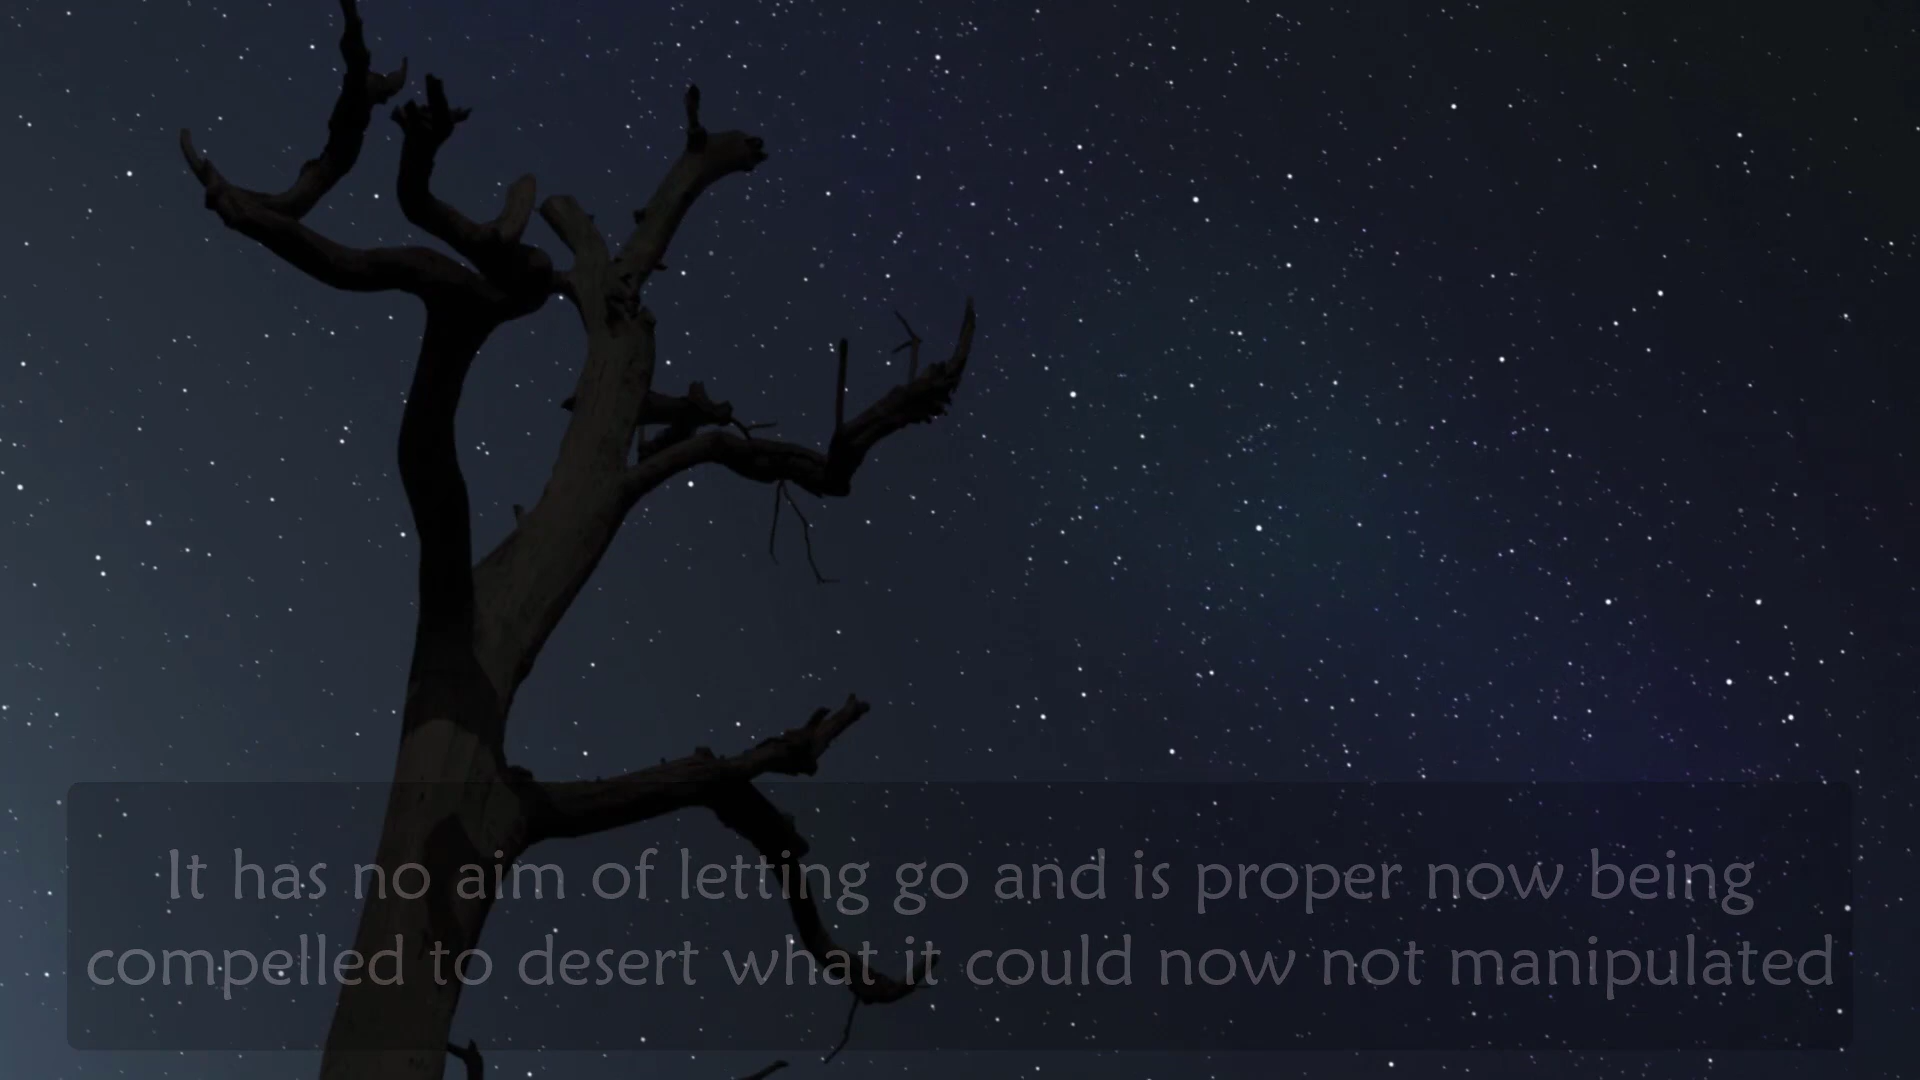 It has no aim of letting go and is proper now being
compelled to desert what it could now not manipulated